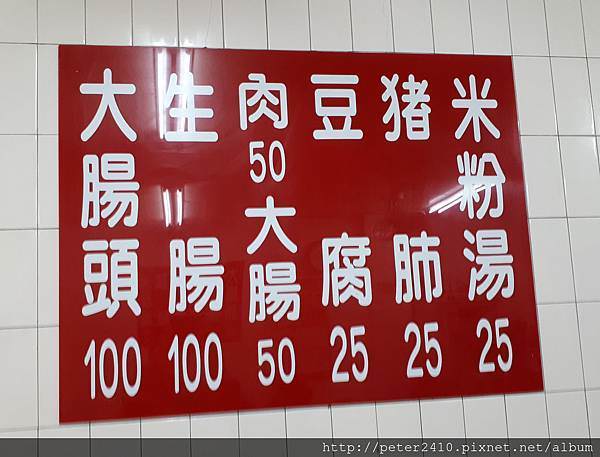 米粉湯 25
猪肺 25
豆腐 25
肉 50
大腸 50
生腸 100
大腸頭 100
http://peter2410.pixnet.net/album